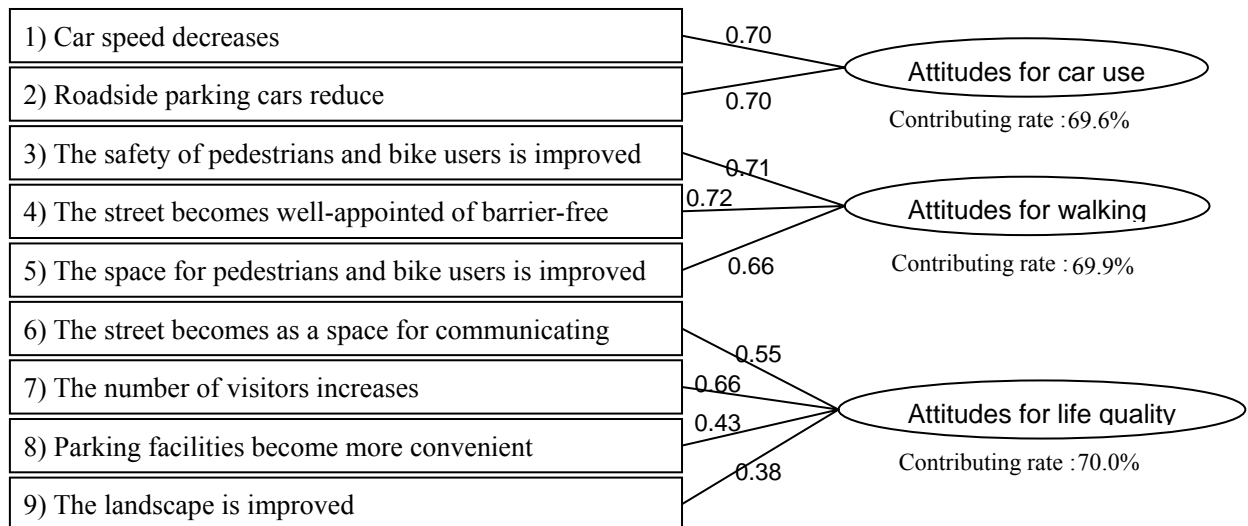 1) Car speed decreases
0.70
Attitudes for car use
2) Roadside parking cars reduce
0.70
Contributing rate :69.6%
3) The safety of pedestrians and bike users is improved
0.71
4) The street becomes well-appointed of barrier-free
0.72
Attitudes for walking
5) The space for pedestrians and bike users is improved
0.66
Contributing rate :69.9%
6) The street becomes as a space for communicating
0.55
7) The number of visitors increases
0.66
Attitudes for life quality
8) Parking facilities become more convenient
0.43
Contributing rate :70.0%
9) The landscape is improved
0.38